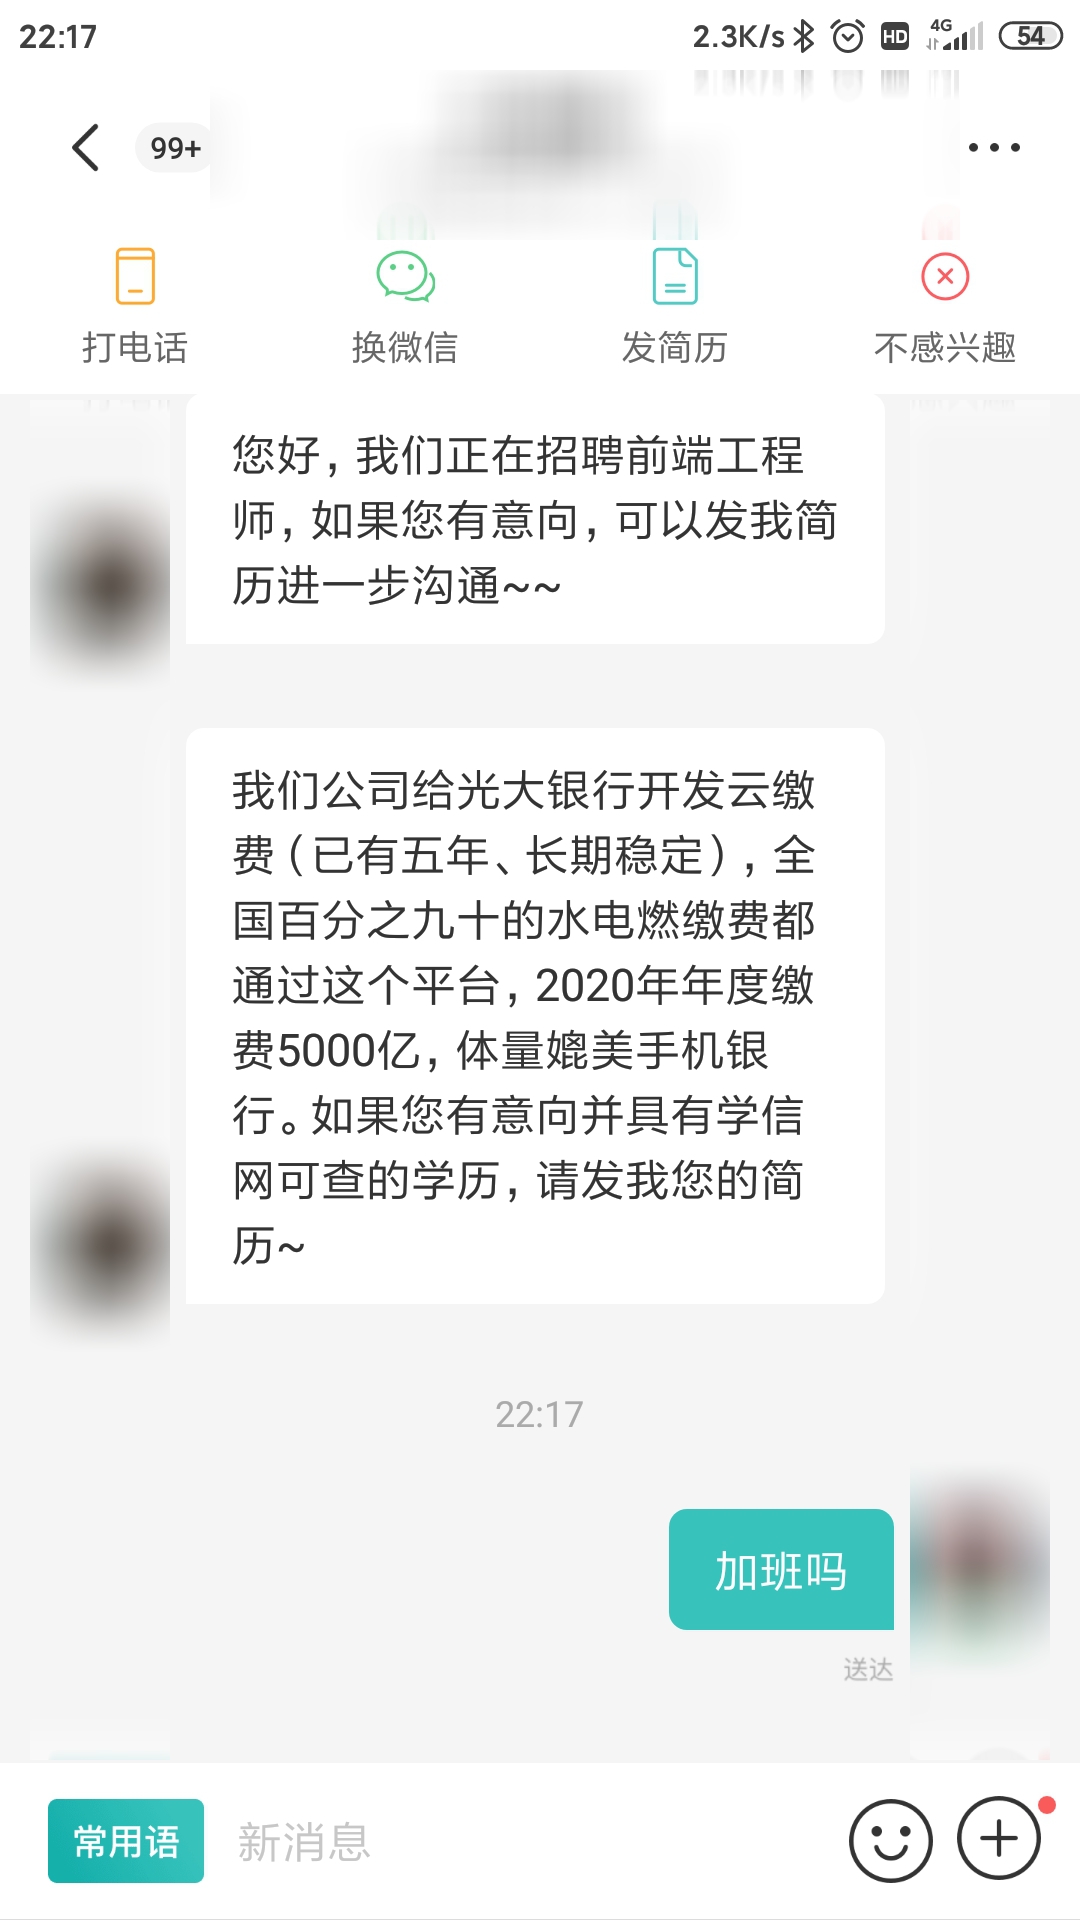 22:17
2.3K/s
HD
4G
54
99+
打电话
换微信
发简历
不感兴趣
您好，我们正在招聘前端工程
师，如果您有意向，可以发我简
历进一步沟通~~
我们公司给光大银行开发云缴
费（已有五年、长期稳定），全
国百分之九十的水电燃缴费都
通过这个平台，2020年年度缴
费5000亿，体量媲美手机银
行。如果您有意向并具有学信
网可查的学历，请发我您的简
历~
22:17
加班吗
送达
常用语
新消息